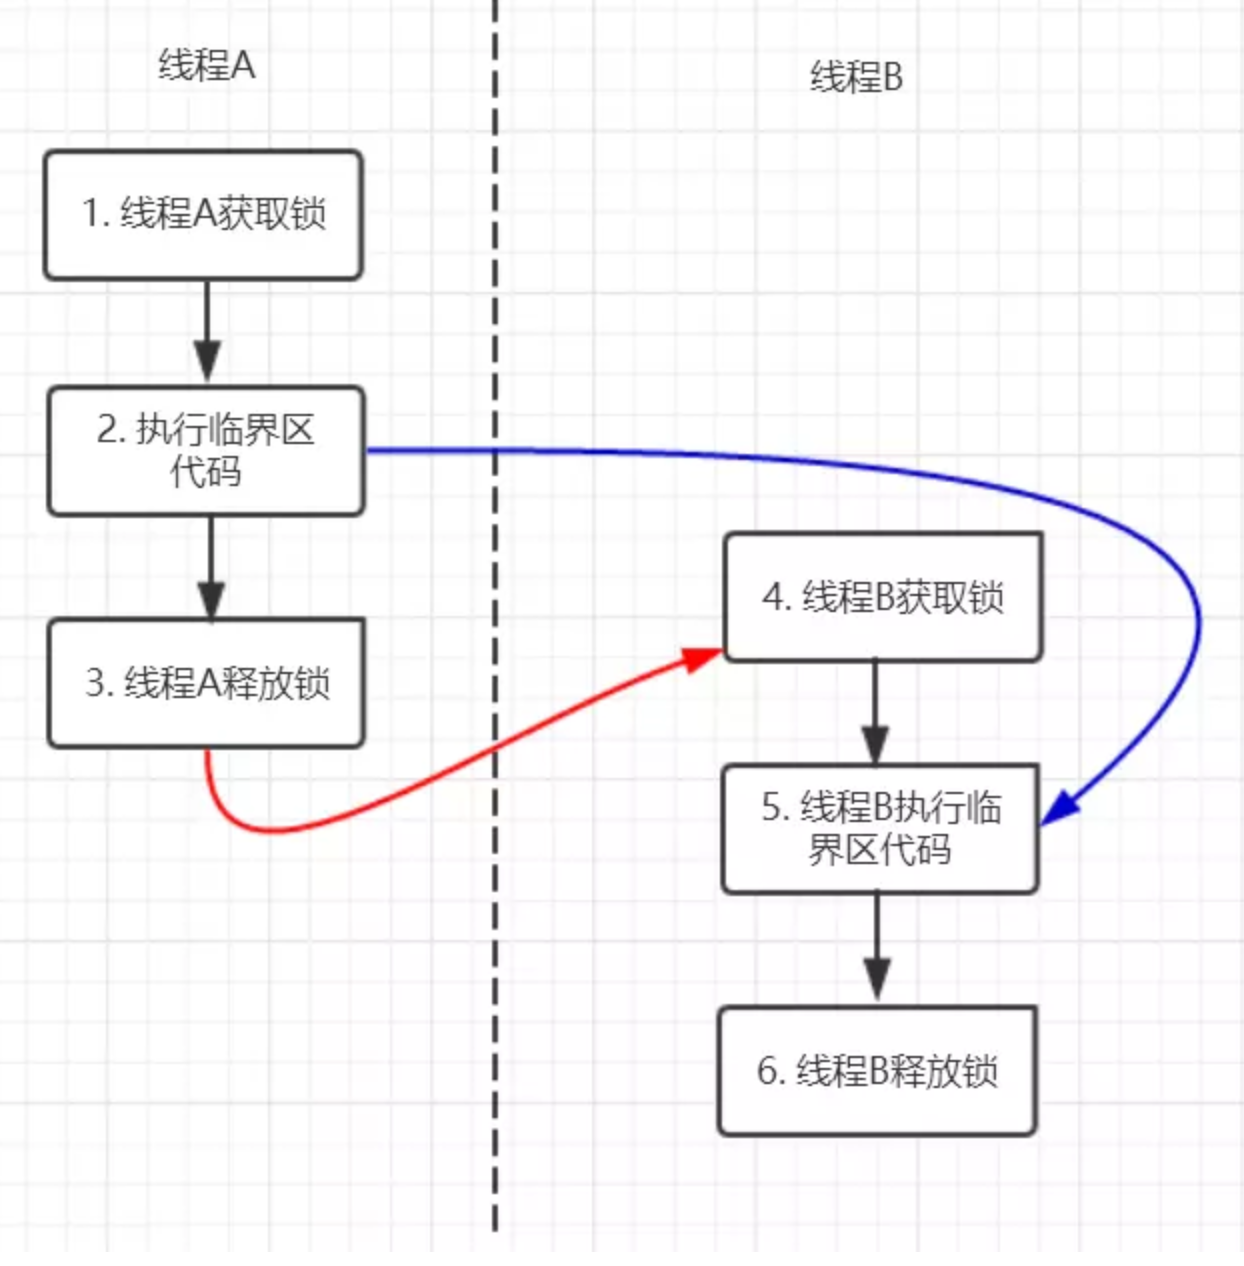 线程A
线程B
1. 线程A获取锁
2. 执行临界区
代码
3. 线程A释放锁
4. 线程B获取锁
5. 线程B执行临
界区代码
6. 线程B释放锁